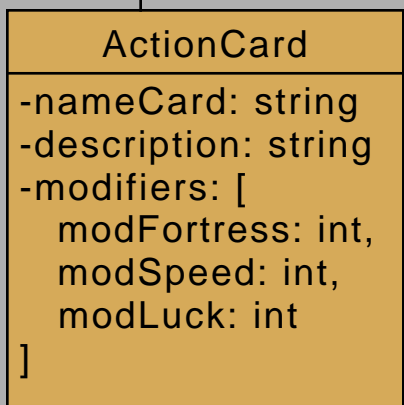 ActionCard
-nameCard: string
-description: string
-modifiers: [
modFortress: int,
modSpeed: int,
modLuck: int
]